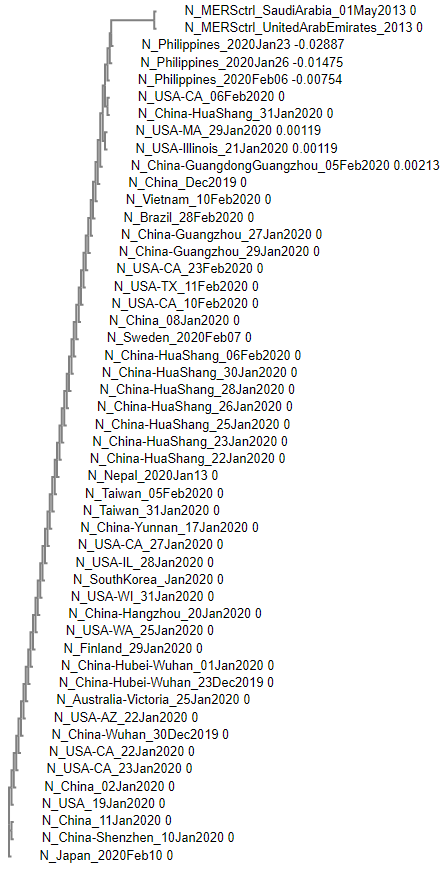 N_MERSctrl_SaudiArabia_01May2013 0
N_MERSctrl_UnitedArabEmirates_2013 0
N_Philippines_2020Jan23 -0.02887
N_Philippines_2020Jan26 -0.01475
N_Philippines_2020Feb06 -0.00754
N_USA-CA_06Feb2020 0
N_China-HuaShang_31Jan2020 0
N_USA-MA_29Jan2020 0.00119
N_USA-Illinois_21Jan2020 0.00119
N_China-GuangdongGuangzhou_05Feb2020 0.00213
N_China_Dec2019 0
N_Vietnam_10Feb2020 0
N_Brazil_28Feb2020 0
N_China-Guangzhou_27Jan2020 0
N_China-Guangzhou_29Jan2020 0
N_USA-CA_23Feb2020 0
N_USA-TX_11Feb2020 0
N_USA-CA_10Feb2020 0
N_China_08Jan2020 0
N_Sweden_2020Feb07 0
N_China-HuaShang_06Feb2020 0
N_China-HuaShang_30Jan2020 0
N_China-HuaShang_28Jan2020 0
N_China-HuaShang_26Jan2020 0
N_China-HuaShang_25Jan2020 0
N_China-HuaShang_23Jan2020 0
N_China-HuaShang_22Jan2020 0
N_Nepal_2020Jan13 0
N_Taiwan_05Feb2020 0
N_Taiwan_31Jan2020 0
N_China-Yunnan_17Jan2020 0
N_USA-CA_27Jan2020 0
N_USA-IL_28Jan2020 0
N_SouthKorea_Jan2020 0
N_USA-WI_31Jan2020 0
N_China-Hangzhou_20Jan2020 0
N_USA-WA_25Jan2020 0
N_Finland_29Jan2020 0
N_China-Hubei-Wuhan_01Jan2020 0
N_China-Hubei-Wuhan_23Dec2019 0
N_Australia-Victoria_25Jan2020 0
N_USA-AZ_22Jan2020 0
N_China-Wuhan_30Dec2019 0
N_USA-CA_22Jan2020 0
N_USA-CA_23Jan2020 0
N_China_02Jan2020 0
N_USA_19Jan2020 0
N_China_11Jan2020 0
N_China-Shenzhen_10Jan2020 0
N_Japan_2020Feb10 0